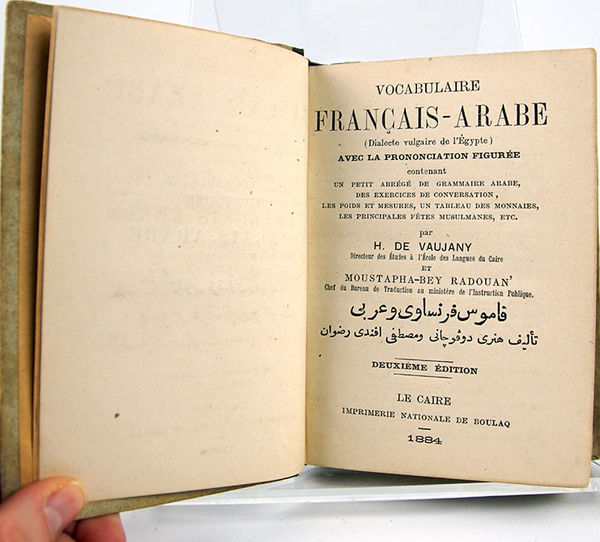 VOCABULAIRE
FRANÇAIS-ARABE
(Dialecte vulgaire de l'Égypte)
AVEC LA PRONONCIATION FIGURÉE
contenant
UN PETIT ABRÉGÉ DE GRAMMAIRE ARABE,
DES EXERCICES DE CONVERSATION,
LES POIDS ET MESURES, UN TABLEAU DES MONNAIES,
LES PRINCIPALES FÊTES MUSULMANES, ETC.
par
H. DE VAUJANY
Directeur des Études à l'École des Langues du Caire
ET
MOUSTAPHA-BEY RADOUAN'
Chef du Bureau de Traduction au ministère de l'Instruction Publique.
قاموس فرنساوى وعربى
تأليف هنرى دوڤوچانى ومصطفى افندى رضوان
DEUXIÈME ÉDITION
LE CAIRE
IMPRIMERIE NATIONALE DE BOULAQ
1884